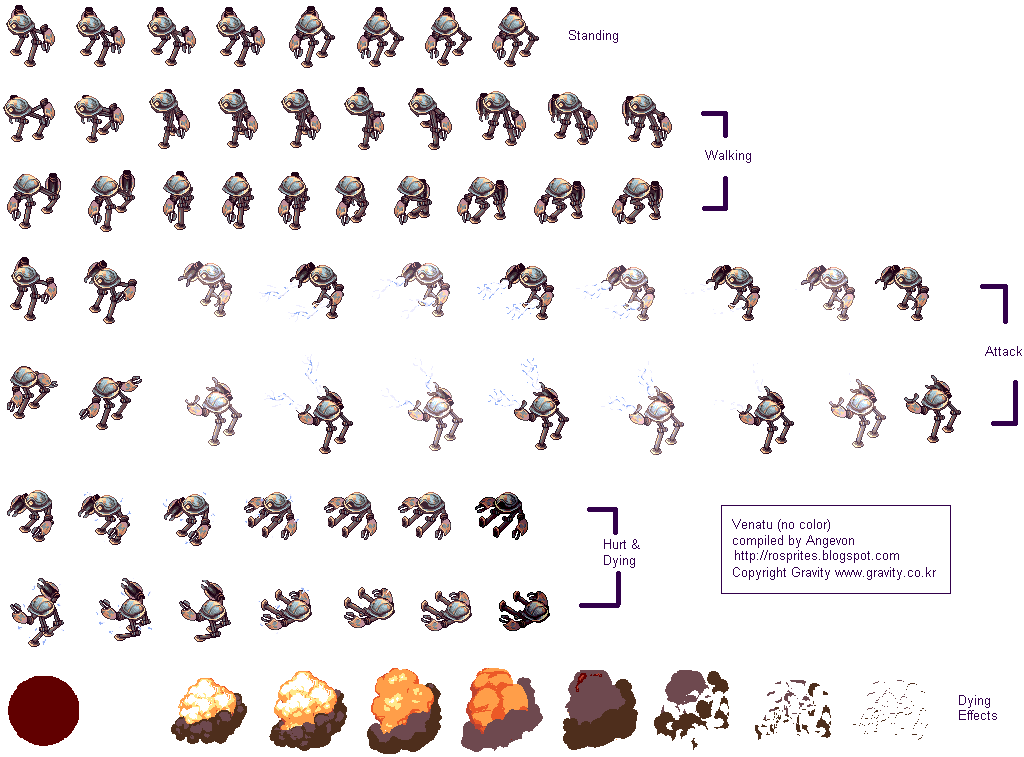 Standing
Walking
Attack
Hurt &
Dying
Venatu (no color)
compiled by Angevon
http://rosprites.blogspot.com
Copyright Gravity www.gravity.co.kr
Dying
Effects